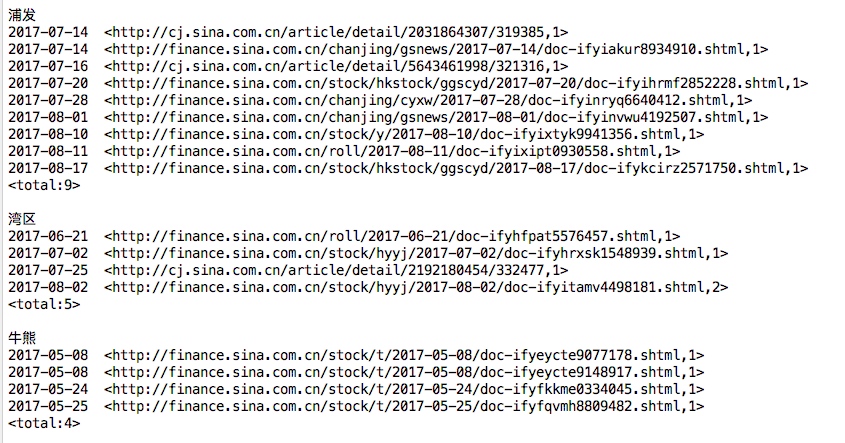 浦发
2017-07-14 <http://cj.sina.com.cn/article/detail/2031864307/319385,1>
2017-07-14 <http://finance.sina.com.cn/chanjing/gsnews/2017-07-14/doc-ifyiakur8934910.shtml,1>
2017-07-16 <http://cj.sina.com.cn/article/detail/5643461998/321316,1>
2017-07-20 <http://finance.sina.com.cn/stock/hkstock/ggscyd/2017-07-20/doc-ifyihrmf2852228.shtml,1>
2017-07-28 <http://finance.sina.com.cn/chanjing/cyxw/2017-07-28/doc-ifyinryq6640412.shtml,1>
2017-08-01 <http://finance.sina.com.cn/chanjing/gsnews/2017-08-01/doc-ifyinvwu4192507.shtml,1>
2017-08-10 <http://finance.sina.com.cn/stock/y/2017-08-10/doc-ifyixtyk9941356.shtml,1>
2017-08-11 <http://finance.sina.com.cn/roll/2017-08-11/doc-ifyixipt0930558.shtml,1>
2017-08-17 <http://finance.sina.com.cn/stock/hkstock/ggscyd/2017-08-17/doc-ifykcirz2571750.shtml,1>
<total:9>
湾区
2017-06-21 <http://finance.sina.com.cn/roll/2017-06-21/doc-ifyhfpat5576457.shtml,1>
2017-07-02 <http://finance.sina.com.cn/stock/hyyj/2017-07-02/doc-ifyhrxsk1548939.shtml,1>
2017-07-25 <http://cj.sina.com.cn/article/detail/2192180454/332477,1>
2017-08-02 <http://finance.sina.com.cn/stock/hyyj/2017-08-02/doc-ifyitamv4498181.shtml,2>
<total:5>
牛熊
2017-05-08 <http://finance.sina.com.cn/stock/t/2017-05-08/doc-ifyeycte9077178.shtml,1>
2017-05-08 <http://finance.sina.com.cn/stock/t/2017-05-08/doc-ifyeycte9148917.shtml,1>
2017-05-24 <http://finance.sina.com.cn/stock/t/2017-05-24/doc-ifyfkkme0334045.shtml,1>
2017-05-25 <http://finance.sina.com.cn/stock/t/2017-05-25/doc-ifyfqvmh8809482.shtml,1>
<total:4>